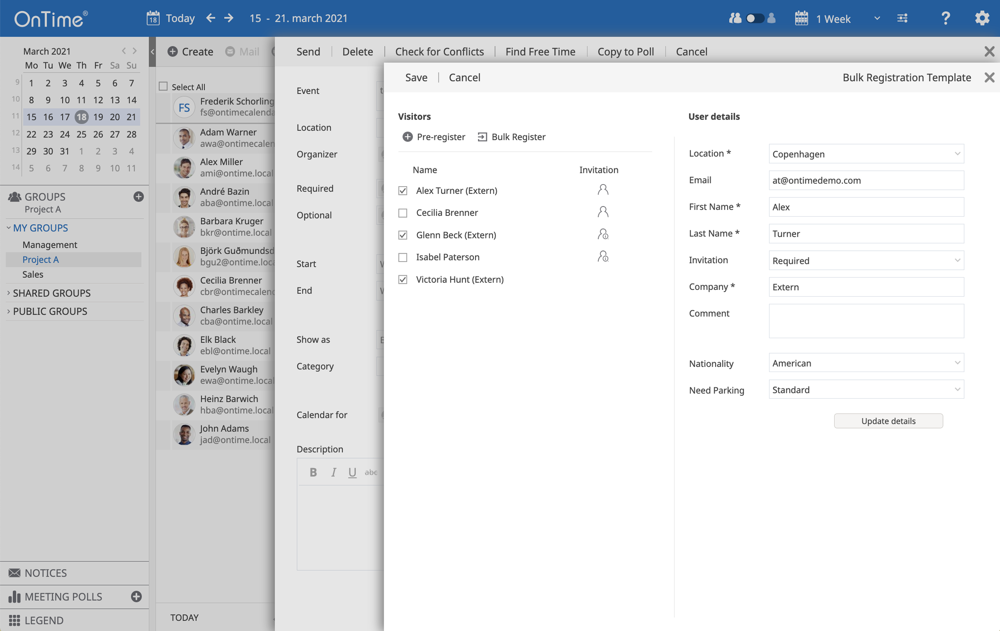 OnTime®
18 Today
15 - 21. march 2021
1 Week
?
March 2021
Mo Tu We Th Fr Sa Su
9 1 2 3 4 5 6 7
10 8 9 10 11 12 13 14
11 15 16 17 18 19 20 21
12 22 23 24 25 26 27 28
13 29 30 31 1 2 3 4
14 5 6 7 8 9 10 11
GROUPS
Project A
MY GROUPS
Management
Project A
Sales
SHARED GROUPS
PUBLIC GROUPS
NOTICES
MEETING POLLS
LEGEND
Create Mail
Select All
FS
Frederik Schorling
fs@ontimecalenda
Adam Warner
awa@ontimecalen
Alex Miller
ami@ontime.local
André Bazin
aba@ontime.local
Barbara Kruger
bkr@ontime.local
Björk Guðmundsd
bgu2@ontime.loca
Cecilia Brenner
cbr@ontimecalend
Charles Barkley
cba@ontime.local
Elk Black
ebl@ontime.local
Evelyn Waugh
ewa@ontime.local
Heinz Barwich
hba@ontime.local
John Adams
jad@ontime.local
TODAY
Send Delete Check for Conflicts Find Free Time Copy to Poll Cancel
Event
Location
Organizer
Required
Optional
Start
End
Show as
Category
Calendar for
Description
B I U abc
Save Cancel
Bulk Registration Template
Visitors
Pre-register Bulk Register
Name Invitation
Alex Turner (Extern)
Cecilia Brenner
Glenn Beck (Extern)
Isabel Paterson
Victoria Hunt (Extern)
User details
Location * Copenhagen
Email at@ontimedemo.com
First Name * Alex
Last Name * Turner
Invitation Required
Company * Extern
Comment
Nationality American
Need Parking Standard
Update details